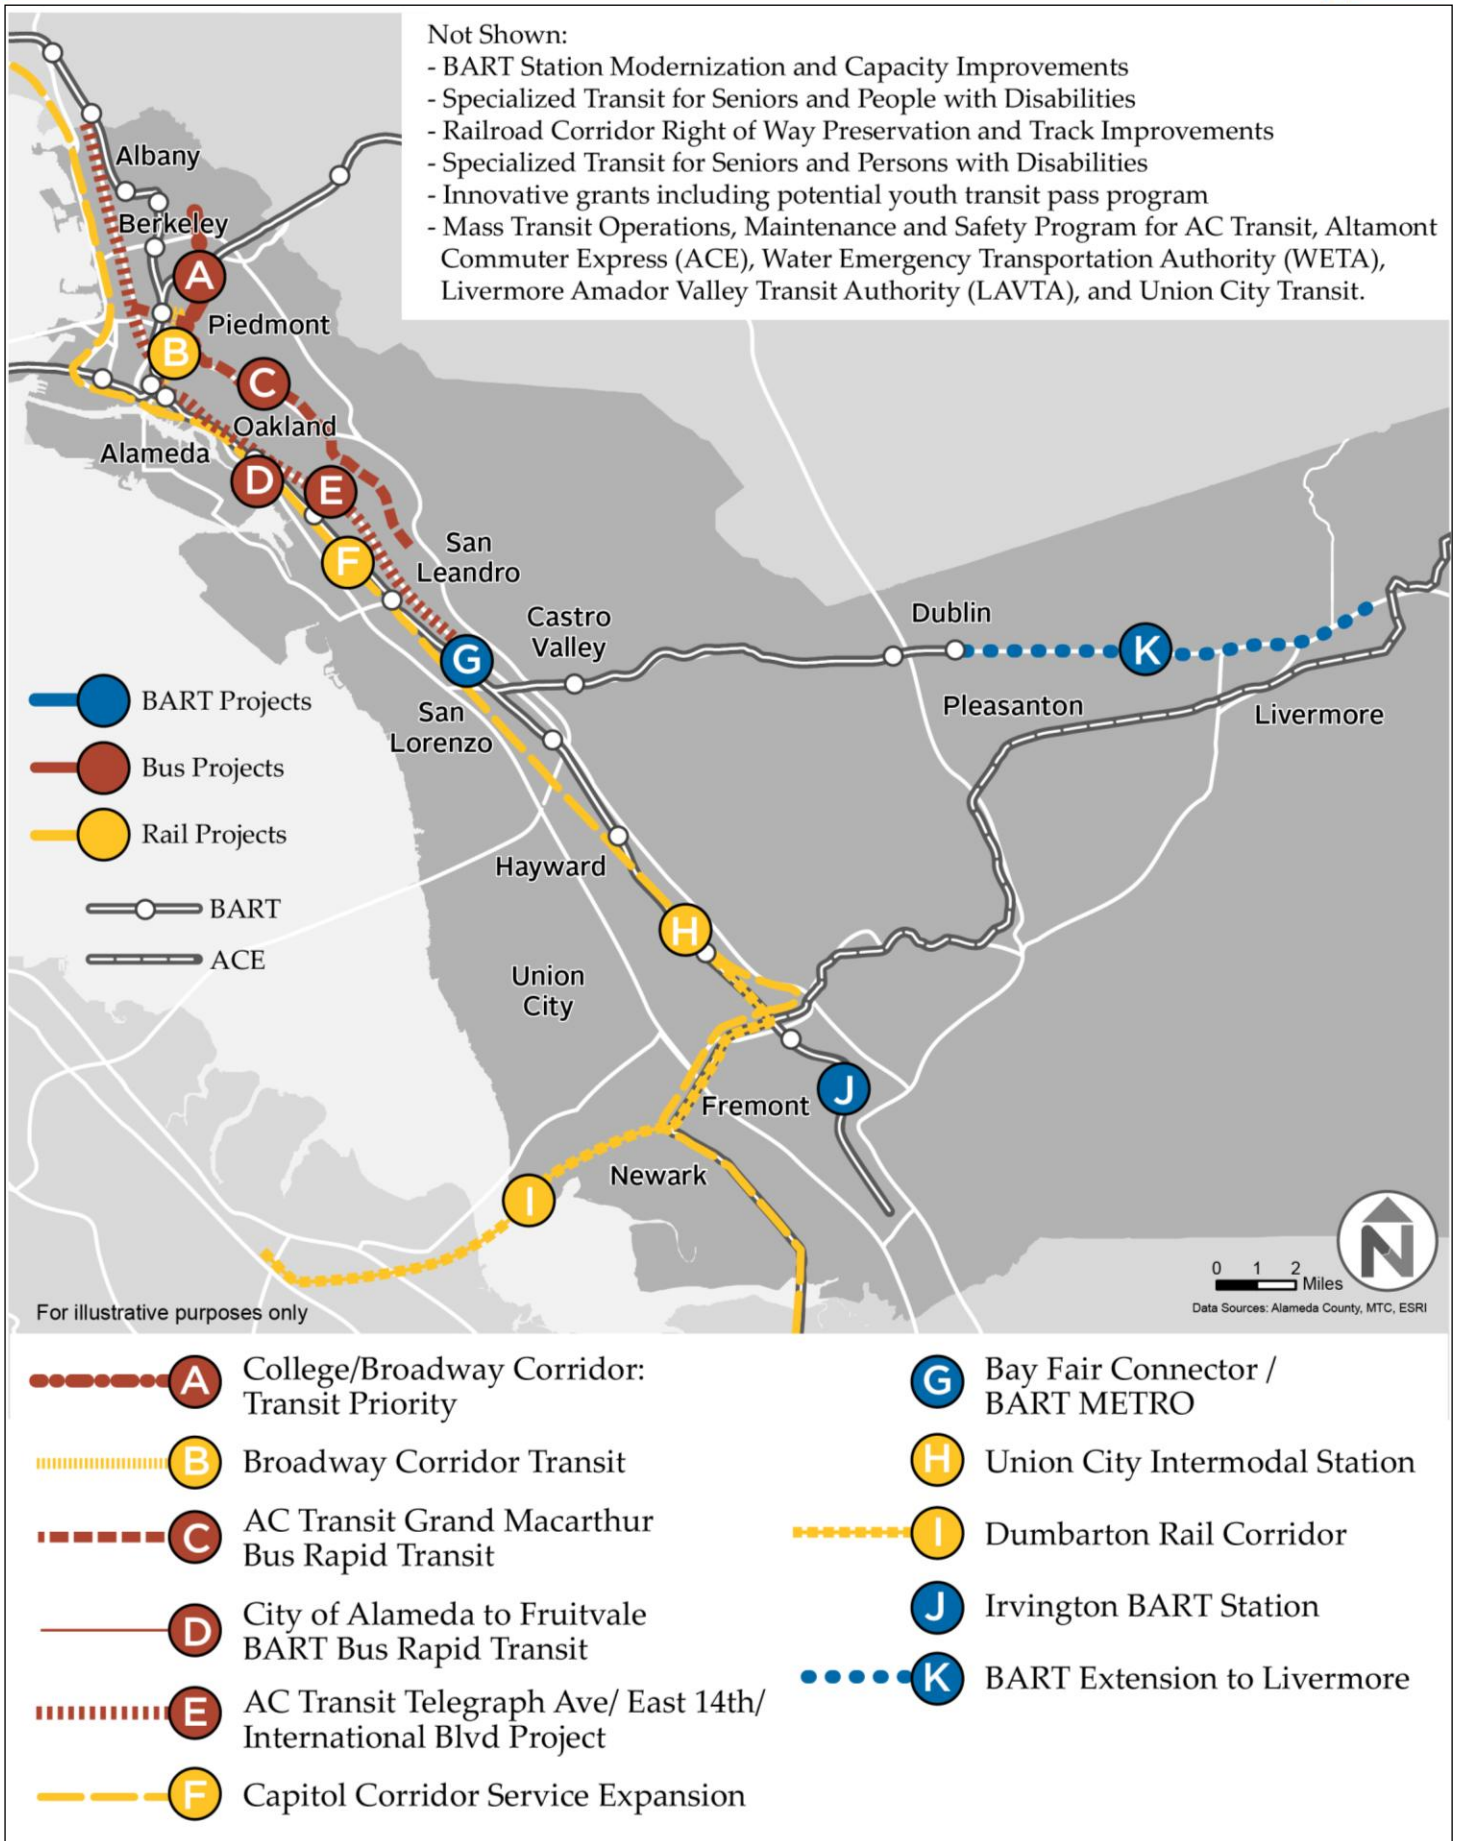 Not Shown:
- BART Station Modernization and Capacity Improvements
- Specialized Transit for Seniors and People with Disabilities
- Railroad Corridor Right of Way Preservation and Track Improvements
- Specialized Transit for Seniors and Persons with Disabilities
- Innovative grants including potential youth transit pass program
- Mass Transit Operations, Maintenance and Safety Program for AC Transit, Altamont
Commuter Express (ACE), Water Emergency Transportation Authority (WETA),
Livermore Amador Valley Transit Authority (LAVTA), and Union City Transit.
Albany
Berkeley
A
Piedmont
B
C
Oakland
Alameda
D
E
San
Leandro
F
Castro
Valley
Dublin
G
K
San
Lorenzo
Pleasanton
Livermore
BART Projects
Bus Projects
Rail Projects
BART
ACE
Hayward
H
Union
City
J
Fremont
Newark
I
N
0 1 2
Miles
Data Sources: Alameda County, MTC, ESRI
For illustrative purposes only
A College/Broadway Corridor:
Transit Priority
B Broadway Corridor Transit
C AC Transit Grand Macarthur
Bus Rapid Transit
D City of Alameda to Fruitvale
BART Bus Rapid Transit
E AC Transit Telegraph Ave/ East 14th/
International Blvd Project
F Capitol Corridor Service Expansion
G Bay Fair Connector /
BART METRO
H Union City Intermodal Station
I Dumbarton Rail Corridor
J Irvington BART Station
K BART Extension to Livermore